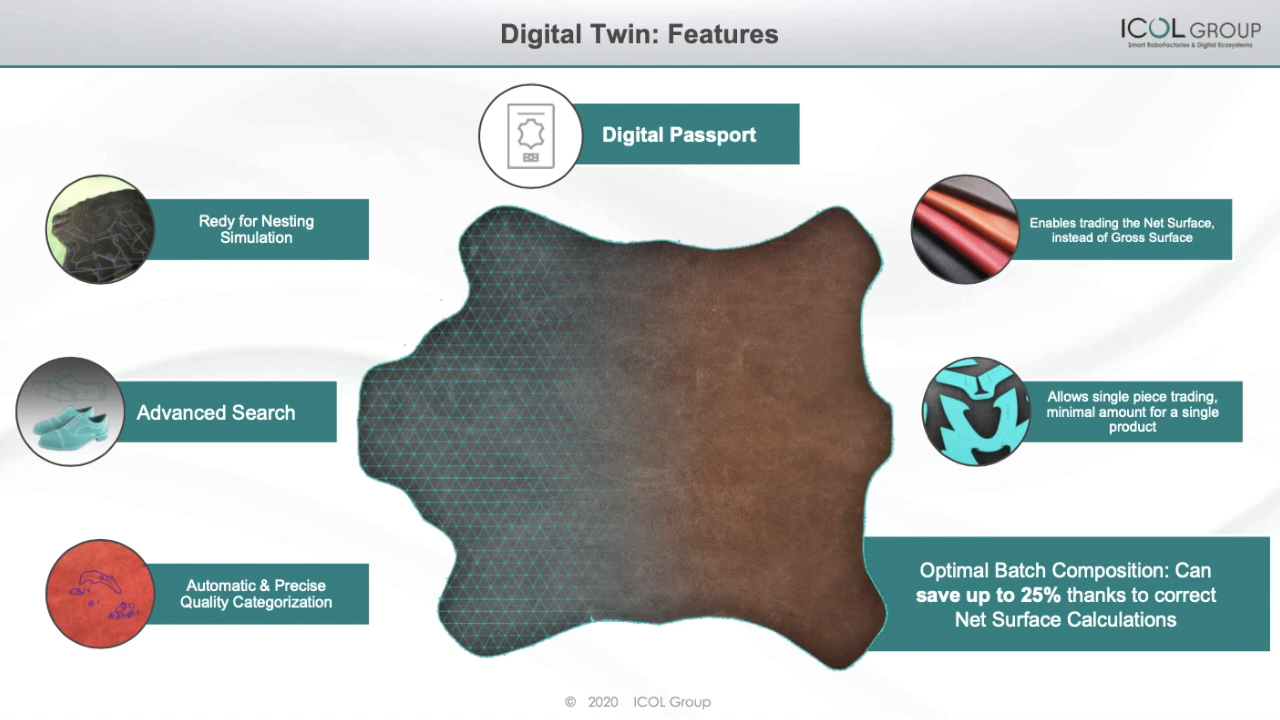 Digital Twin: Features
ICOL GROUP
Smart RoboFactories & Digital Ecosystems
Digital Passport
Redy for Nesting
Simulation
Enables trading the Net Surface,
instead of Gross Surface
Advanced Search
Allows single piece trading,
minimal amount for a single
product
Automatic & Precise
Quality Categorization
Optimal Batch Composition: Can
save up to 25% thanks to correct
Net Surface Calculations
© 2020 ICOL Group